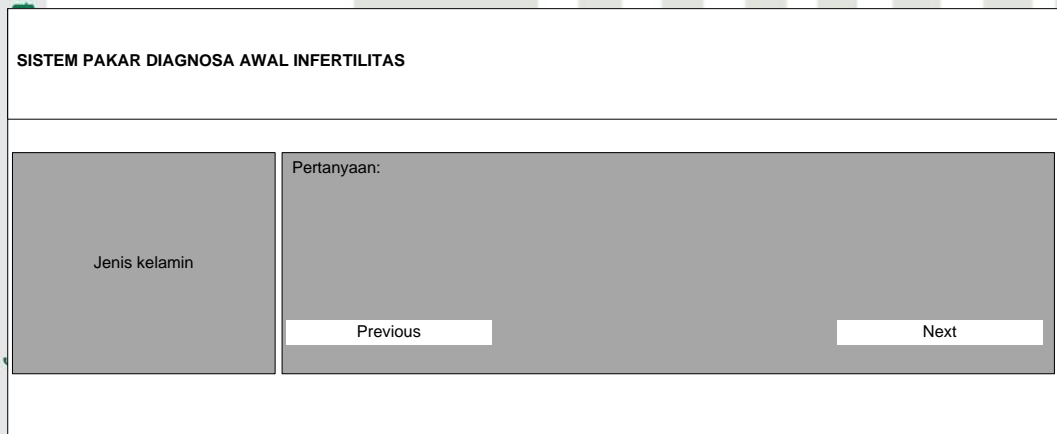 SISTEM PAKAR DIAGNOSA AWAL INFERTILITAS
Jenis kelamin
Pertanyaan:
Previous
Next